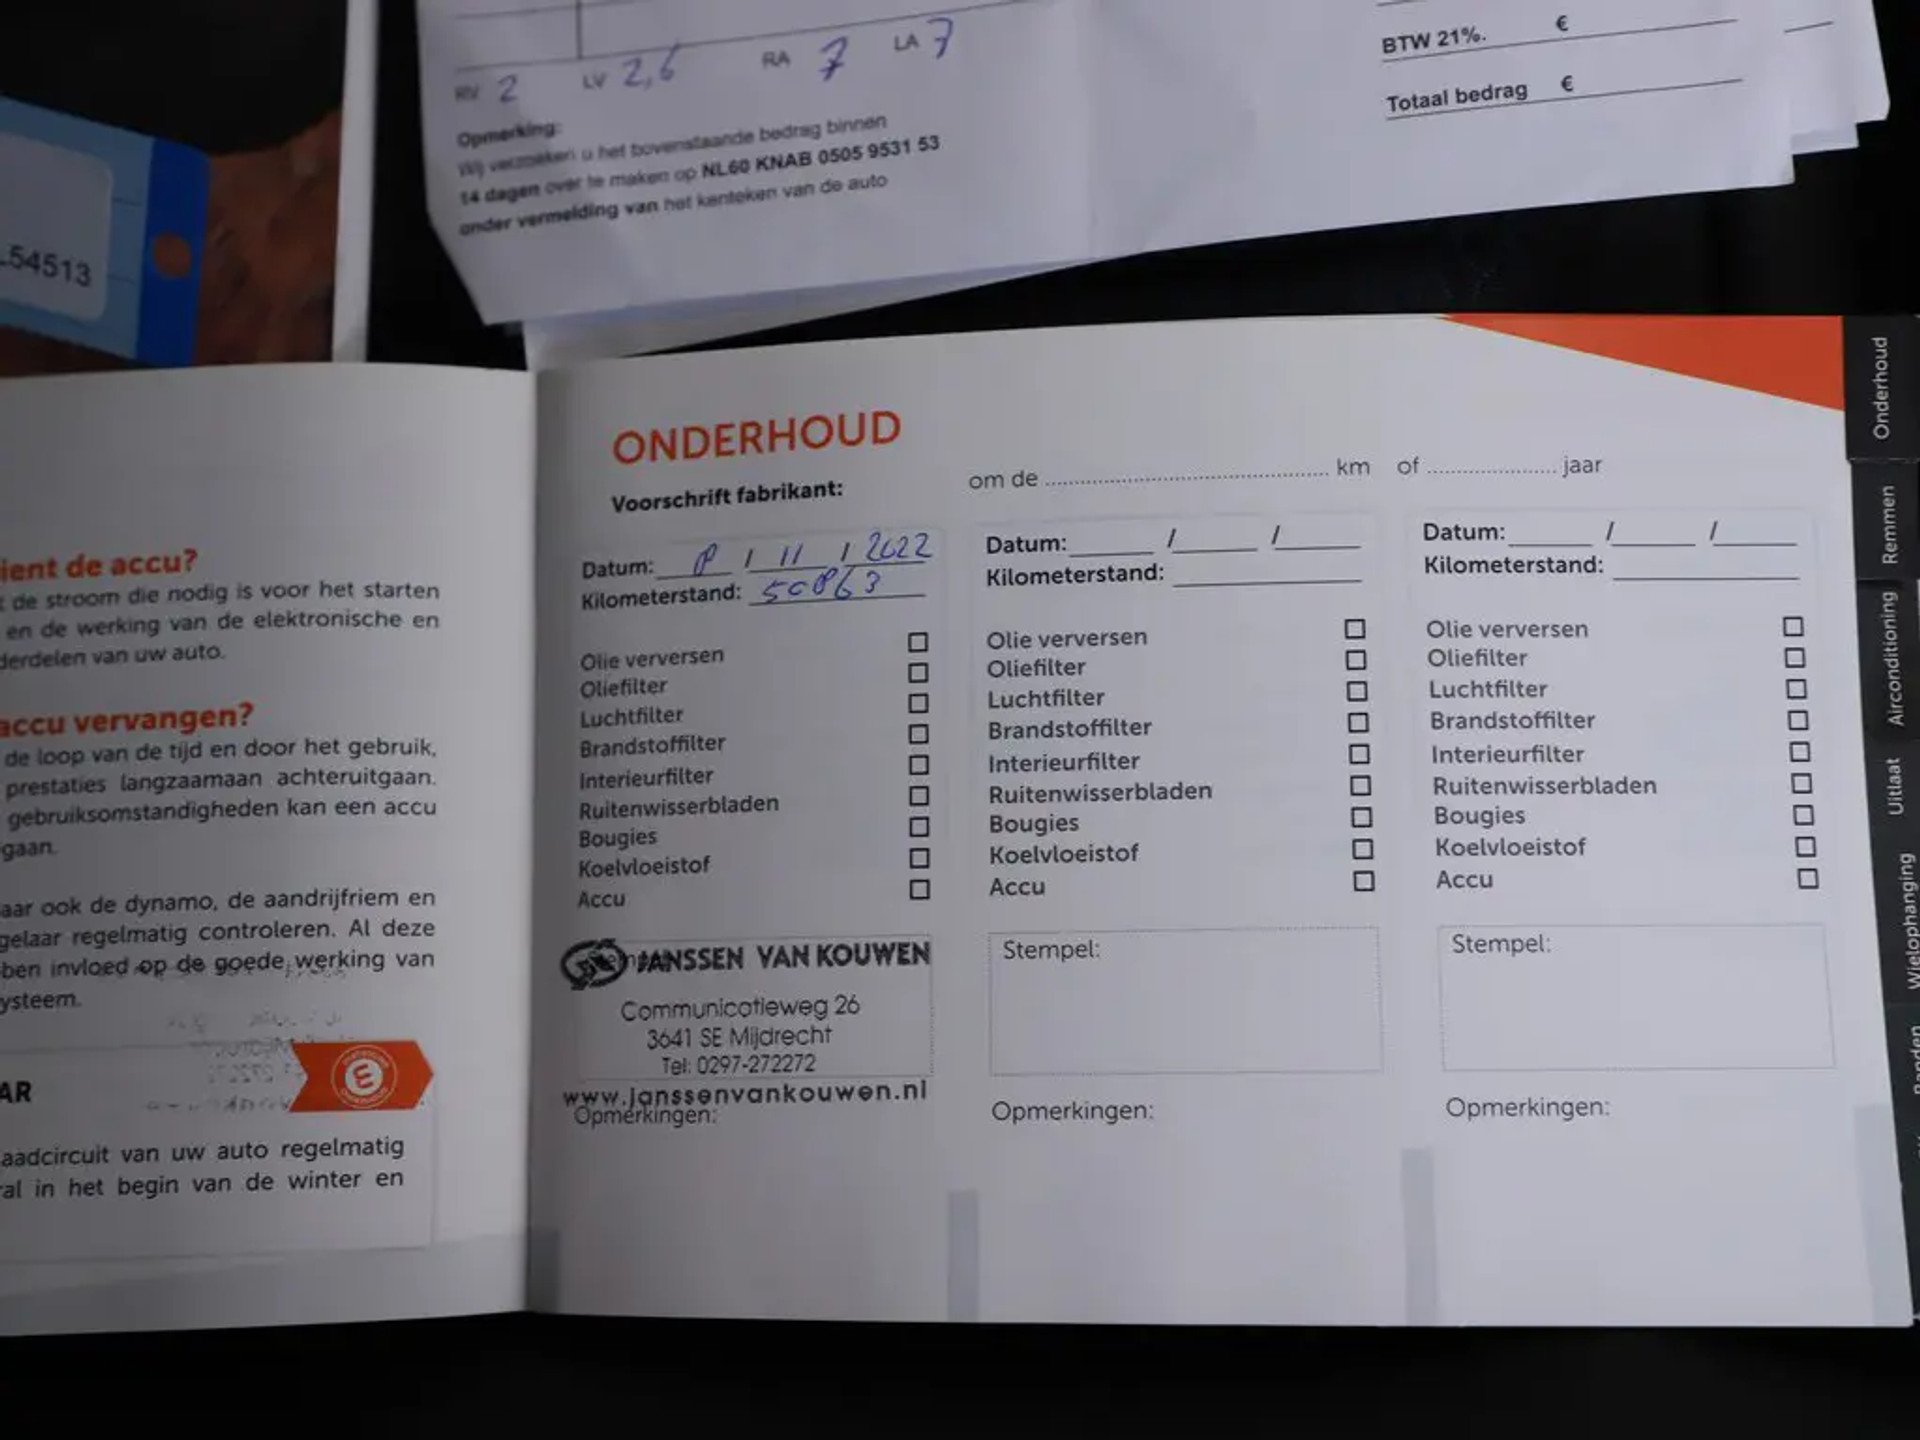 BTW 21%. €
Totaal bedrag €
RV 2 LV 2,6 RA 7 LA 7
Opmerking:
Wij verzoeken u het bovenstaande bedrag binnen
14 dagen over te maken op NL60 KNAB 0505 9531 53
onder vermelding van het kenteken van de auto
54513
ient de accu?
de stroom die nodig is voor het starten
en de werking van de elektronische en
derdelen van uw auto.
accu vervangen?
de loop van de tijd en door het gebruik,
prestaties langzaamaan achteruitgaan.
gebruiksomstandigheden kan een accu
gaan.
aar ook de dynamo, de aandrijfriem en
gelaar regelmatig controleren. Al deze
ben invloed op de goede werking van
ysteem.
AR
aadcircuit van uw auto regelmatig
al in het begin van de winter en
ONDERHOUD
Voorschrift fabrikant: om de km of jaar
Datum: 8 / 11 / 2022
Kilometerstand: 50863
Olie verversen
Oliefilter
Luchtfilter
Brandstoffilter
Interieurfilter
Ruitenwisserbladen
Bougies
Koelvloeistof
Accu
JANSSEN VAN KOUWEN
Communicatieweg 26
3641 SE Mijdrecht
Tel: 0297-272272
www.janssenvankouwen.nl
Opmerkingen:
Datum: / /
Kilometerstand:
Olie verversen
Oliefilter
Luchtfilter
Brandstoffilter
Interieurfilter
Ruitenwisserbladen
Bougies
Koelvloeistof
Accu
Stempel:
Opmerkingen:
Datum: / /
Kilometerstand:
Olie verversen
Oliefilter
Luchtfilter
Brandstoffilter
Interieurfilter
Ruitenwisserbladen
Bougies
Koelvloeistof
Accu
Stempel:
Opmerkingen:
Onderhoud
Remmen
Airconditioning
Uitlaat
Wielophanging
Banden